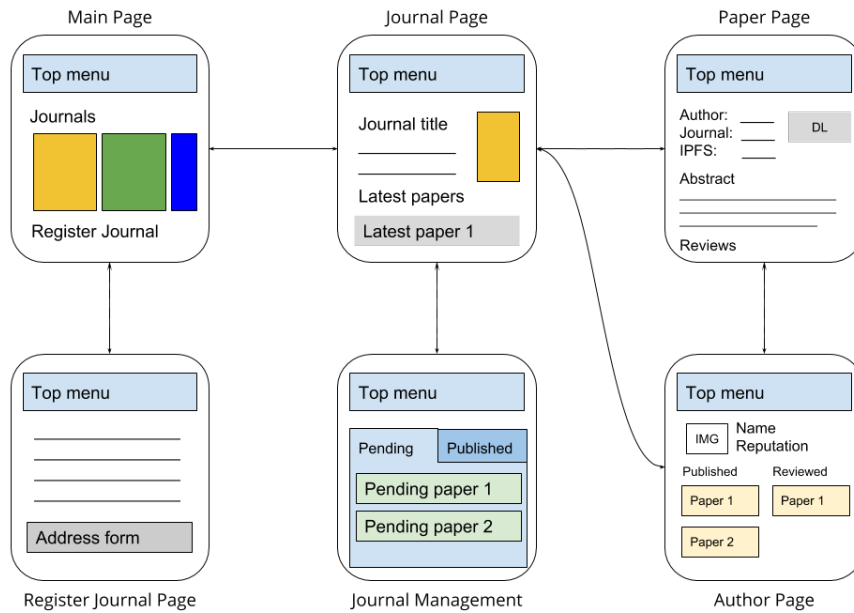 Main Page
Top menu
Journals
Register Journal
Journal Page
Top menu
Journal title
Latest papers
Latest paper 1
Paper Page
Top menu
Author:
Journal:
IPFS:
DL
Abstract
Reviews
Top menu
Address form
Register Journal Page
Top menu
Pending
Published
Pending paper 1
Pending paper 2
Journal Management
Top menu
IMG
Name
Reputation
Published
Reviewed
Paper 1
Paper 1
Paper 2
Author Page